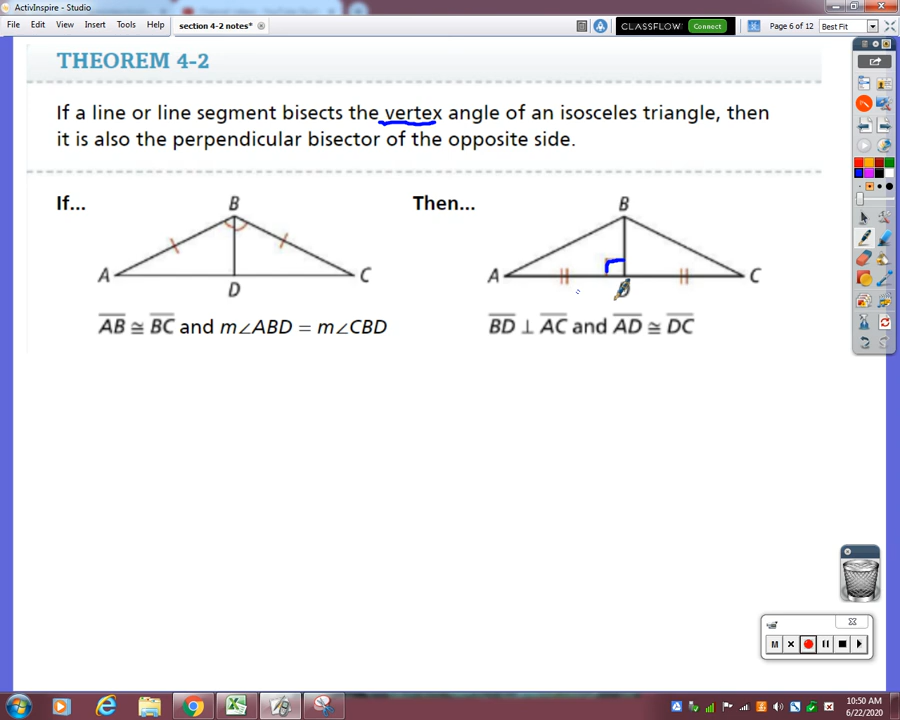 ActivInspire - Studio
File Edit View Insert Tools Help section 4-2 notes* CLASSFLOW Connect Page 6 of 12 Best Fit
THEOREM 4-2
If a line or line segment bisects the vertex angle of an isosceles triangle, then
it is also the perpendicular bisector of the opposite side.
If... Then...
B B
A C A C
D D
AB ≅ BC and m∠ABD = m∠CBD BD ⊥ AC and AD ≅ DC
M
10:50 AM
6/22/2020